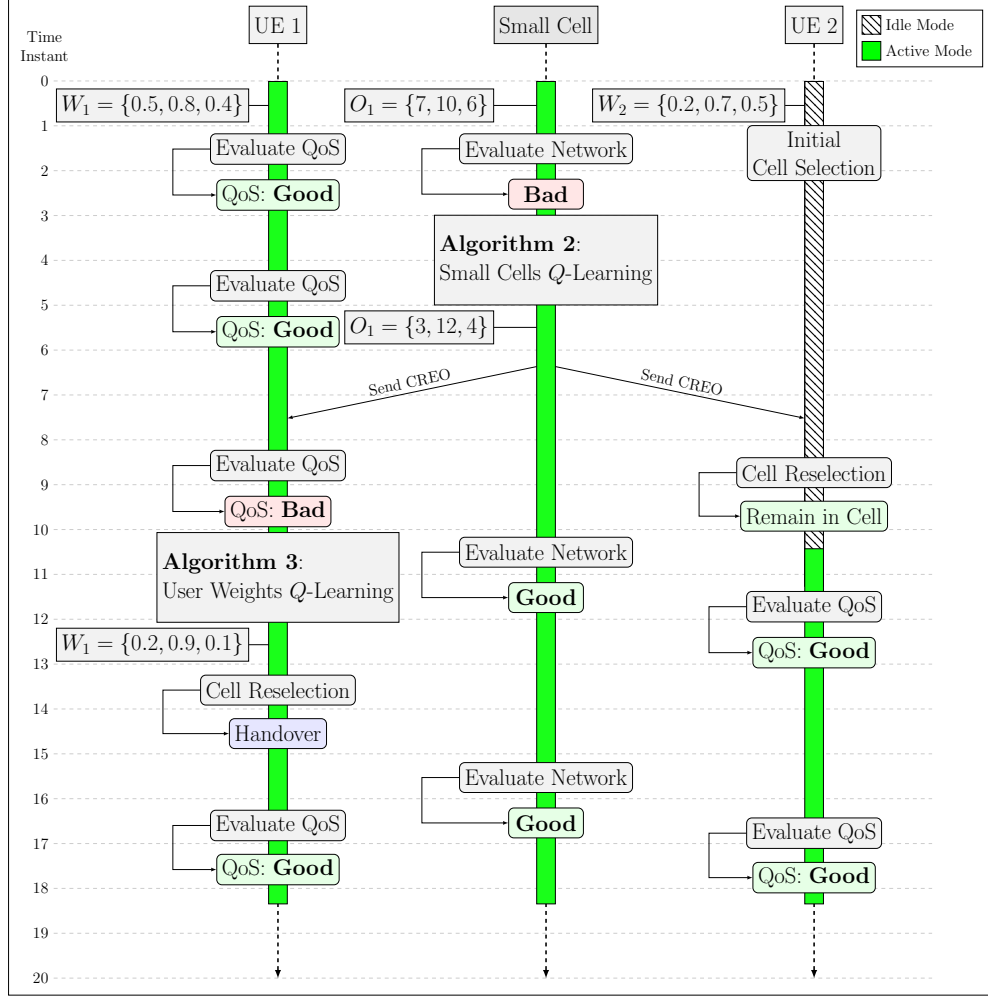 UE 1
Small Cell
UE 2
Idle Mode
Active Mode
Time
Instant
0
W₁ = {0.5, 0.8, 0.4}
O₁ = {7, 10, 6}
W₂ = {0.2, 0.7, 0.5}
1
Evaluate QoS
Evaluate Network
Initial
Cell Selection
2
QoS: Good
Bad
3
Algorithm 2:
Small Cells Q-Learning
4
Evaluate QoS
5
QoS: Good
O₁ = {3, 12, 4}
6
Send CREO
Send CREO
7
8
Evaluate QoS
Cell Reselection
9
QoS: Bad
Remain in Cell
10
Algorithm 3:
User Weights Q-Learning
Evaluate Network
11
Good
Evaluate QoS
12
W₁ = {0.2, 0.9, 0.1}
QoS: Good
13
Cell Reselection
14
Handover
15
Evaluate Network
16
Good
Evaluate QoS
Evaluate QoS
17
QoS: Good
QoS: Good
18
19
20